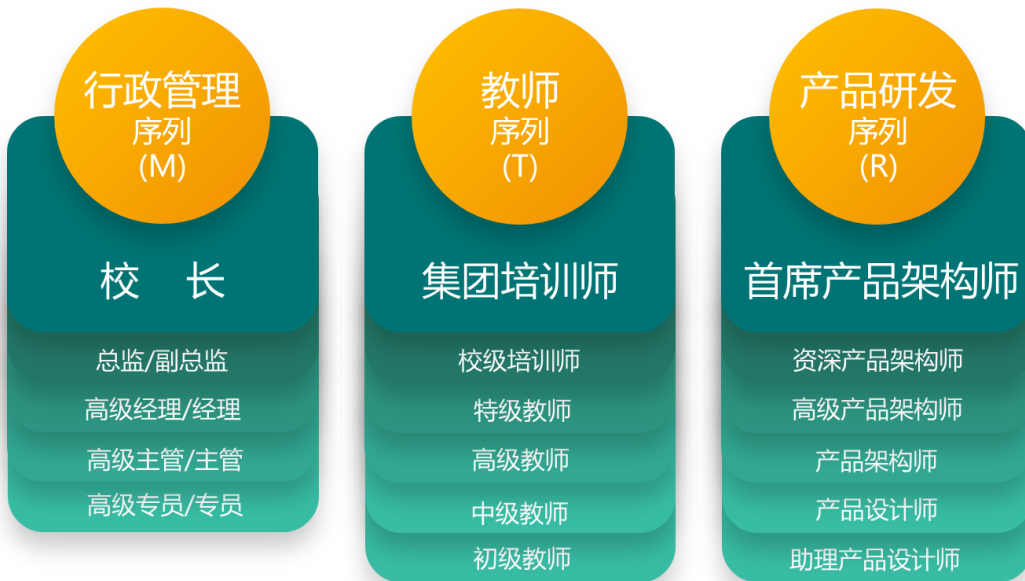 行政管理
序列
(M)
校 长
总监/副总监
高级经理/经理
高级主管/主管
高级专员/专员
教师
序列
(T)
集团培训师
校级培训师
特级教师
高级教师
中级教师
初级教师
产品研发
序列
(R)
首席产品架构师
资深产品架构师
高级产品架构师
产品架构师
产品设计师
助理产品设计师